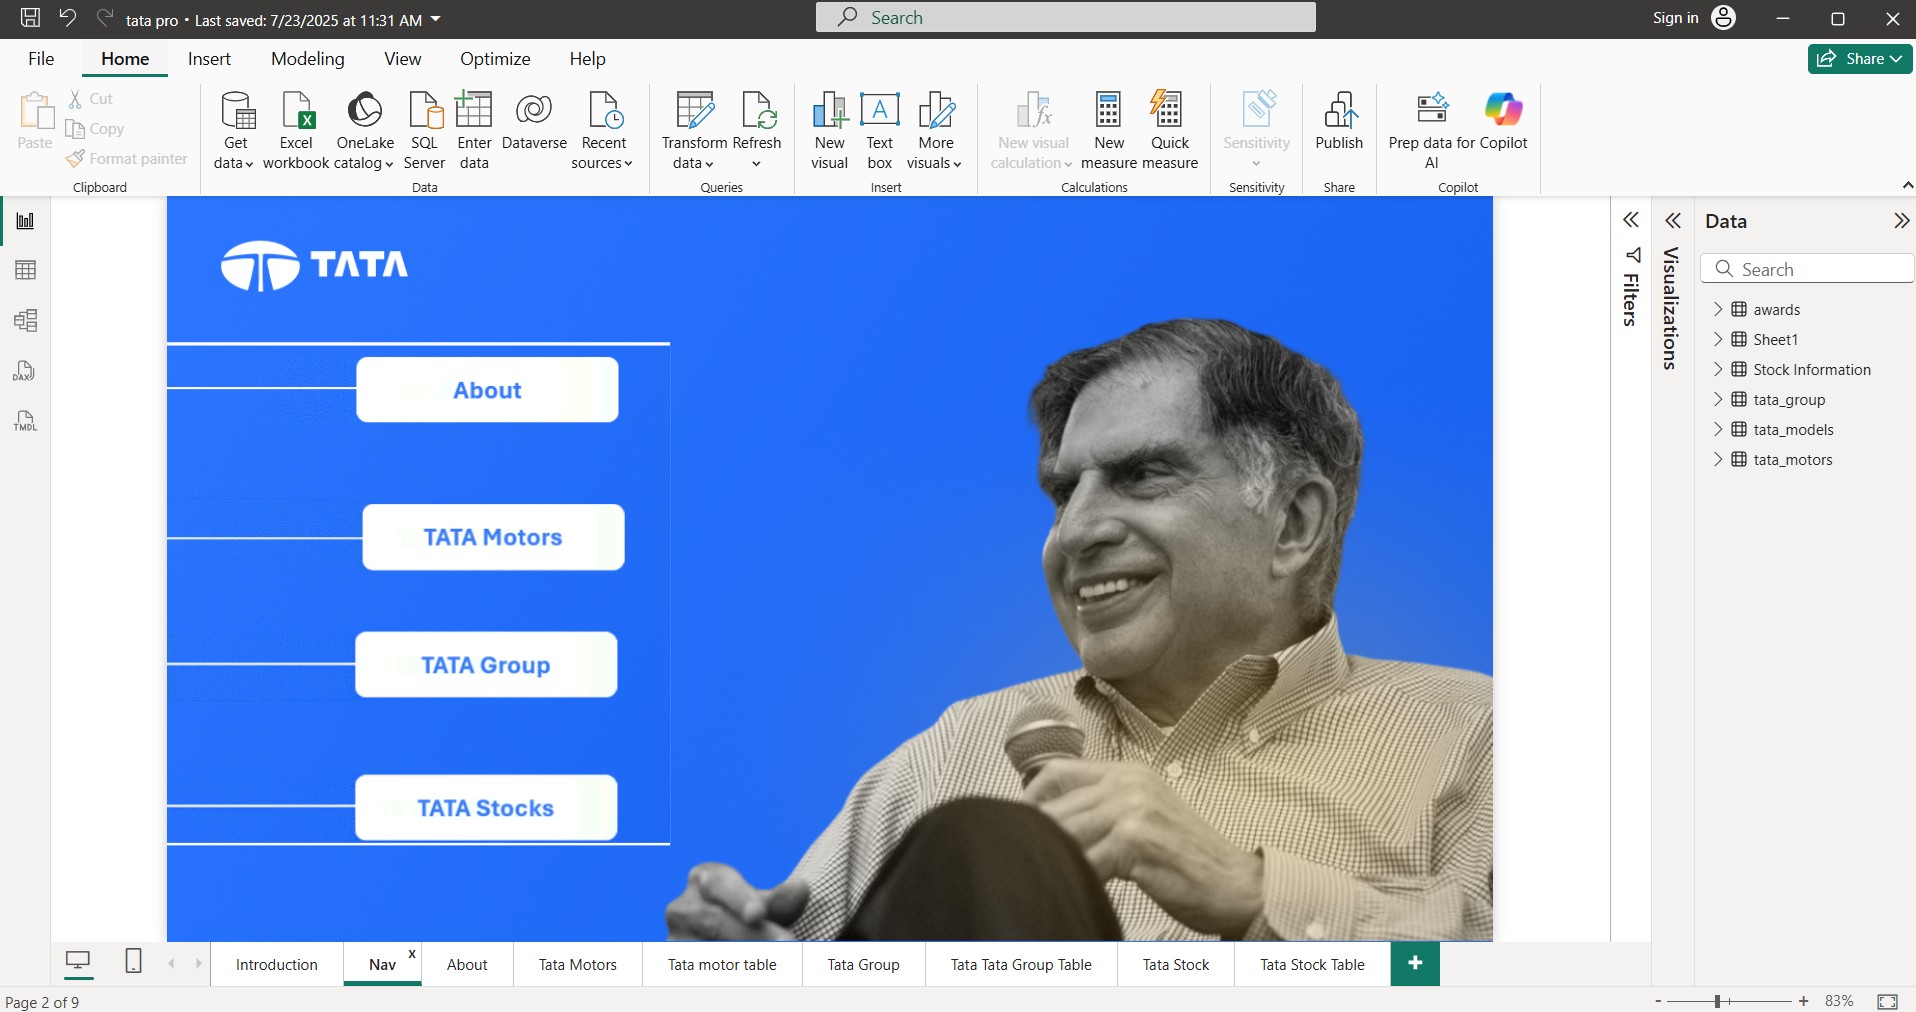 tata pro • Last saved: 7/23/2025 at 11:31 AM
Search
Sign in
File
Home
Insert
Modeling
View
Optimize
Help
Share
Paste
Cut
Copy
Format painter
Clipboard
Get data
Excel workbook
OneLake catalog
SQL Server
Enter data
Dataverse
Recent sources
Data
Transform data
Refresh
Queries
New visual
Text box
More visuals
Insert
New visual calculation
New measure
Quick measure
Calculations
Sensitivity
Sensitivity
Publish
Share
Prep data for AI
Copilot
Copilot
DAX
TMDL
TATA
About
TATA Motors
TATA Group
TATA Stocks
Filters
Visualizations
Data
Search
awards
Sheet1
Stock Information
tata_group
tata_models
tata_motors
Introduction
Nav
x
About
Tata Motors
Tata motor table
Tata Group
Tata Tata Group Table
Tata Stock
Tata Stock Table
+
Page 2 of 9
- + 83%